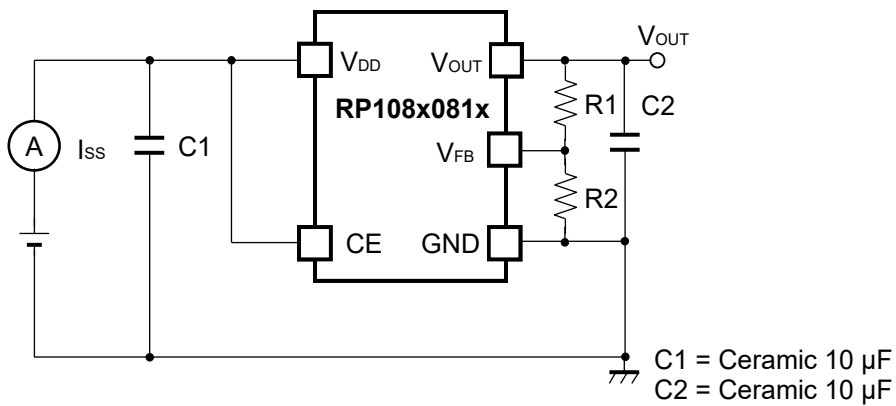 VDD
VOUT
VOUT
RP108x081x
R1
C2
A
ISS
C1
VFB
R2
CE
GND
C1 = Ceramic 10 µF
C2 = Ceramic 10 µF